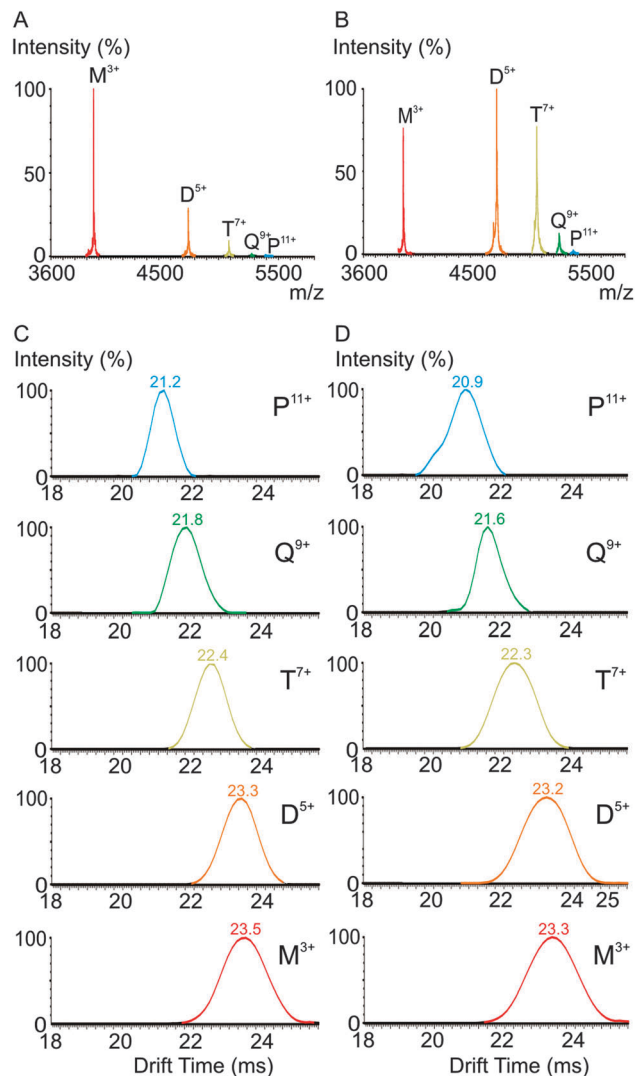 A
Intensity (%)
M3+
100
D5+
50
T7+
Q9+
P11+
0
3600
4500
5500
m/z
B
Intensity (%)
D5+
100
M3+
T7+
50
Q9+
P11+
0
3600
4500
5500
m/z
C
Intensity (%)
21.2
100
P11+
0
18
20
22
24
21.8
100
Q9+
0
18
20
22
24
22.4
100
T7+
0
18
20
22
24
23.3
100
D5+
0
18
20
22
24
23.5
100
M3+
0
18
20
22
24
Drift Time (ms)
D
Intensity (%)
20.9
100
P11+
0
18
20
22
24
21.6
100
Q9+
0
18
20
22
24
22.3
100
T7+
0
18
20
22
24
23.2
100
D5+
0
18
20
22
24
25
23.3
100
M3+
0
18
20
22
24
Drift Time (ms)